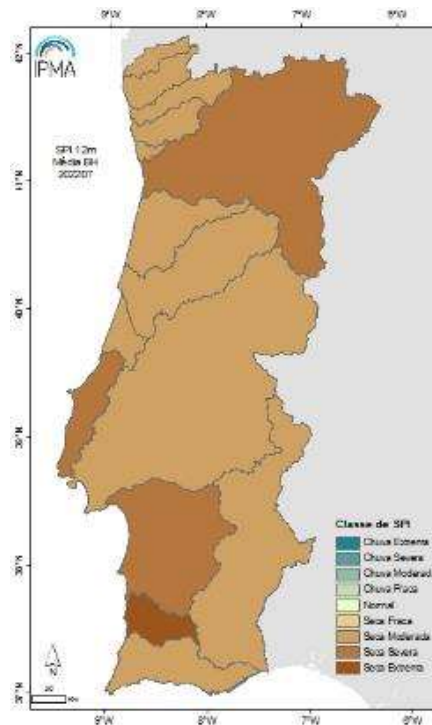 9°W 8°W 7°W 6°W
IPMA
SPI 12m
Média BH
202207
42°N
41°N
40°N
39°N
38°N
37°N
Classe de SPI
Chuva Extrema
Chuva Severa
Chuva Moderada
Chuva Fraca
Normal
Seca Fraca
Seca Moderada
Seca Severa
Seca Extrema
N
9°W 8°W 7°W 6°W